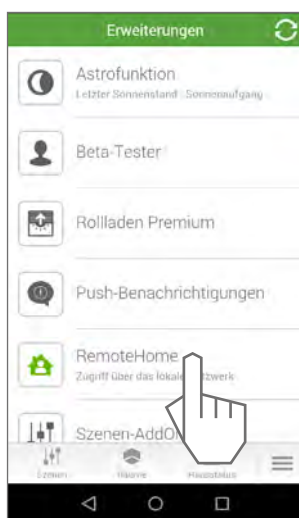 Erweiterungen
Astrofunktion
Letzter Sonnenstand: Sonnenaufgang
Beta-Tester
Rollladen Premium
Push-Benachrichtigungen
RemoteHome
Zugriff über das lokale
Szenen-AddO
Szenen
Räume
Hausstatus